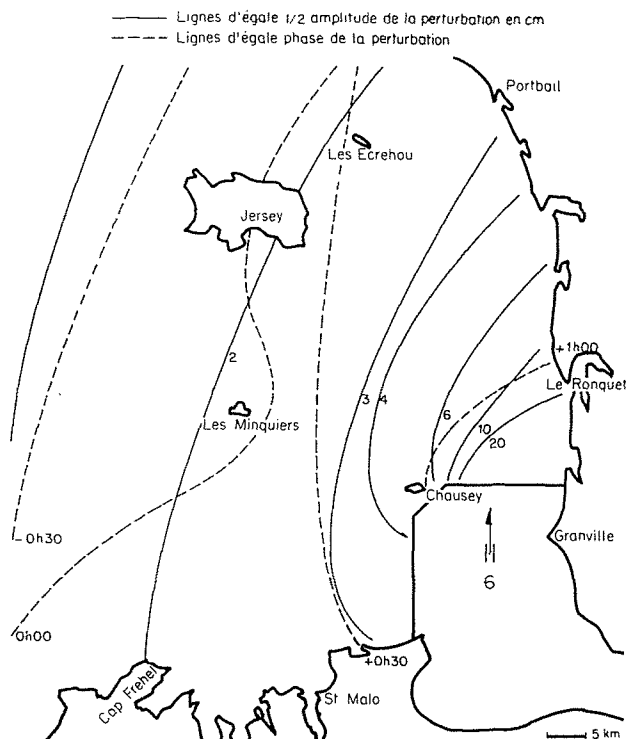 Lignes d'égale 1/2 amplitude de la perturbation en cm
Lignes d'égale phase de la perturbation
Portbail
Les Ecrehou
Jersey
+1h00
2
Le Ronquet
3
4
6
Les Minquiers
10
20
Chausey
-0h30
Granville
6
0h00
+0h30
Cap Frehel
St Malo
5 km